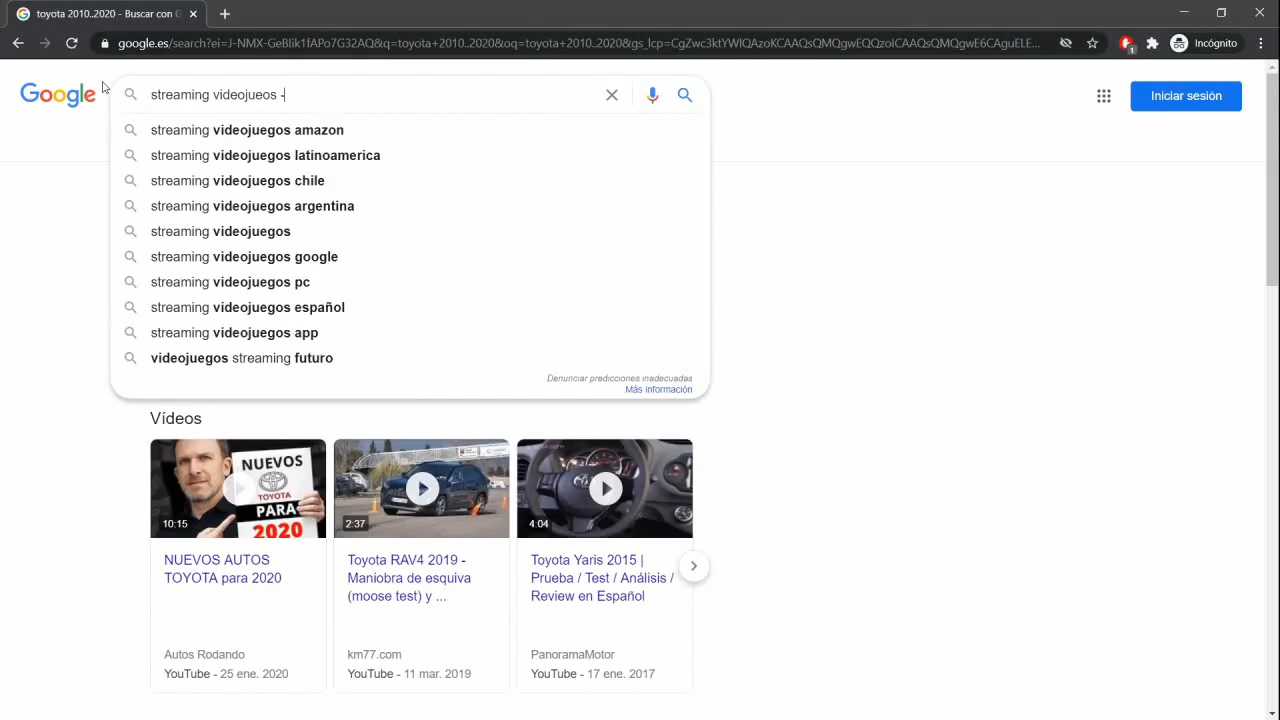 toyota 2010..2020 - Buscar con G
google.es/search?ei=J-NMX-GeBIik1fAPo7G32AQ&q=toyota+2010..2020&oq=toyota+2010..2020&gs_lcp=CgZwc3ktYWIQAzoKCAAQsQMQgwEQQzoICAAQsQMQgwE6CAguELE...
Incógnito
Google
streaming videojueos -
Iniciar sesión
streaming videojuegos amazon
streaming videojuegos latinoamerica
streaming videojuegos chile
streaming videojuegos argentina
streaming videojuegos
streaming videojuegos google
streaming videojuegos pc
streaming videojuegos español
streaming videojuegos app
videojuegos streaming futuro
Denunciar predicciones inadecuadas
Más información
Vídeos
NUEVOS
TOYOTA
PARA
2020
10:15
2:37
4:04
NUEVOS AUTOS
TOYOTA para 2020
Autos Rodando
YouTube - 25 ene. 2020
Toyota RAV4 2019 -
Maniobra de esquiva
(moose test) y ...
km77.com
YouTube - 11 mar. 2019
Toyota Yaris 2015 |
Prueba / Test / Análisis /
Review en Español
PanoramaMotor
YouTube - 17 ene. 2017